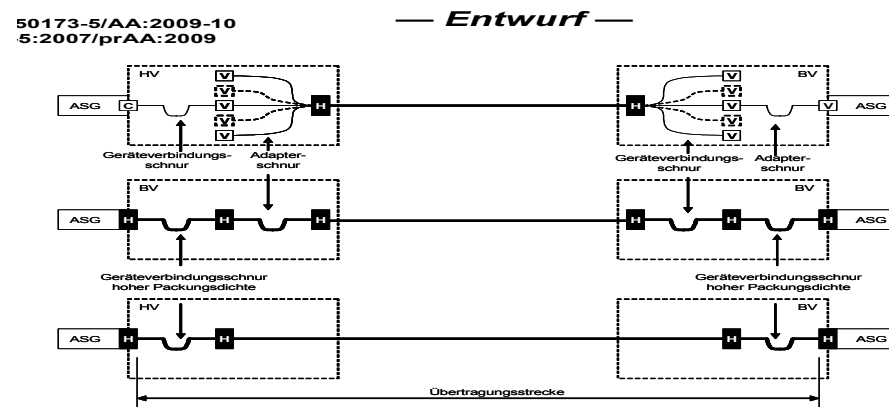 50173-5/AA:2009-10
-5:2007/prAA:2009
— Entwurf —
HV
BV
ASG
C
V
V
V
V
V
H
H
V
V
V
V
V
V
ASG
Geräteverbindungs-
schnur
Adapter-
schnur
Geräteverbindungs-
schnur
Adapter-
schnur
BV
BV
ASG
H
H
H
H
H
H
ASG
Geräteverbindungsschnur
hoher Packungsdichte
Geräteverbindungsschnur
hoher Packungsdichte
HV
BV
ASG
H
H
H
H
ASG
Übertragungsstrecke